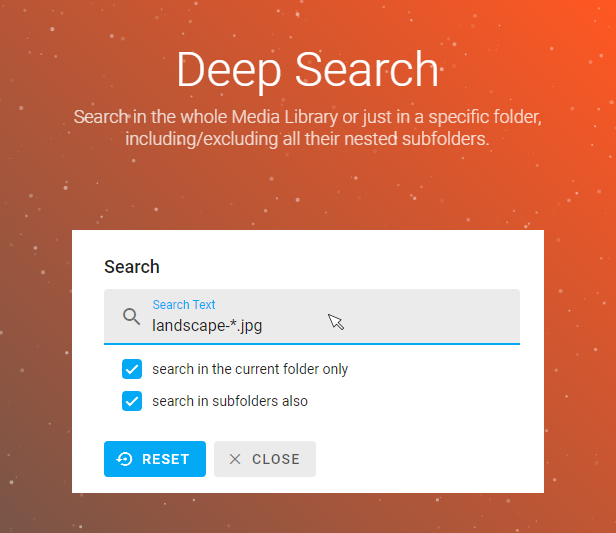 Deep Search
Search in the whole Media Library or just in a specific folder,
including/excluding all their nested subfolders.
Search
Search Text
landscape-*.jpg
search in the current folder only
search in subfolders also
RESET
CLOSE